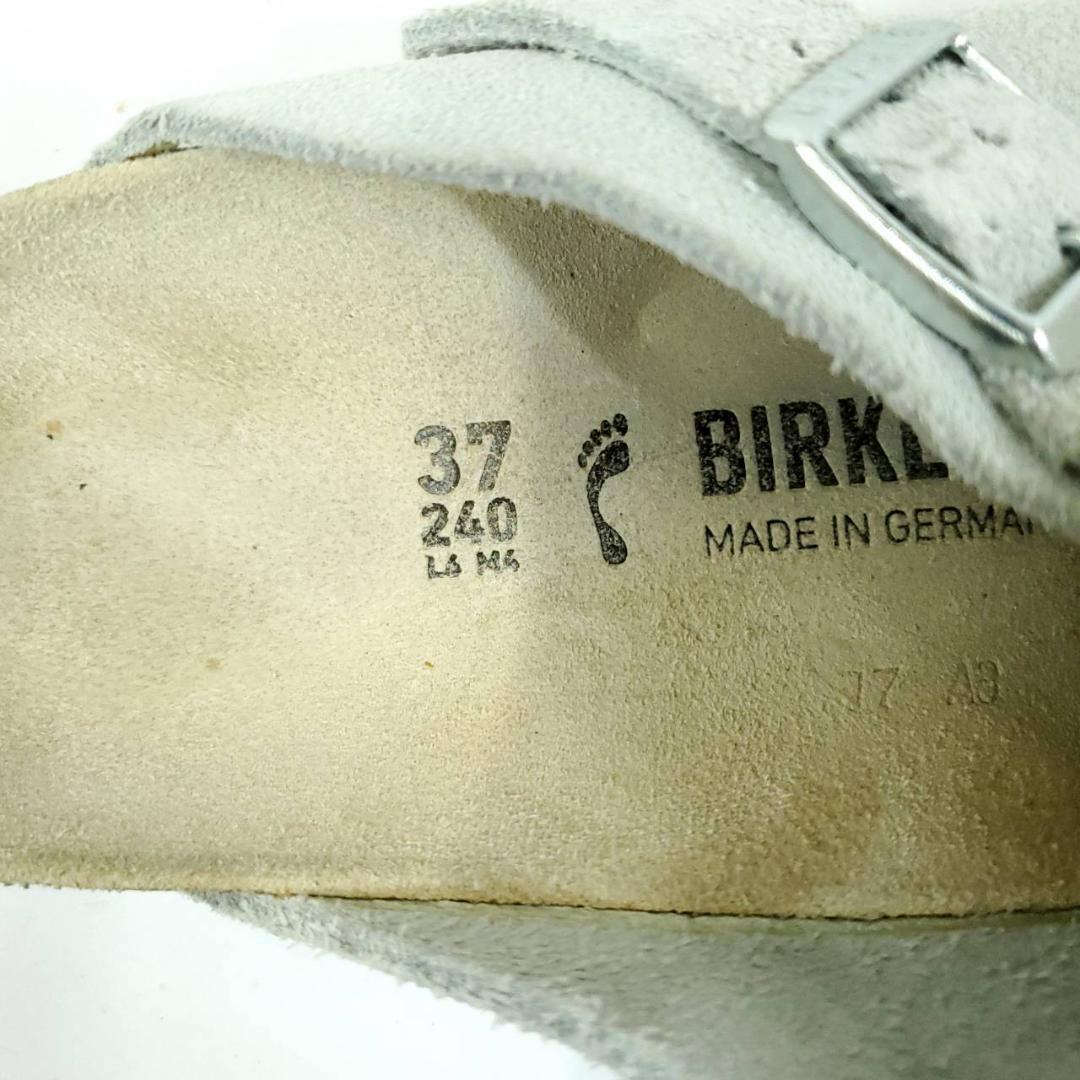 37
240
L6 M4
BIRKE
MADE IN GERMA